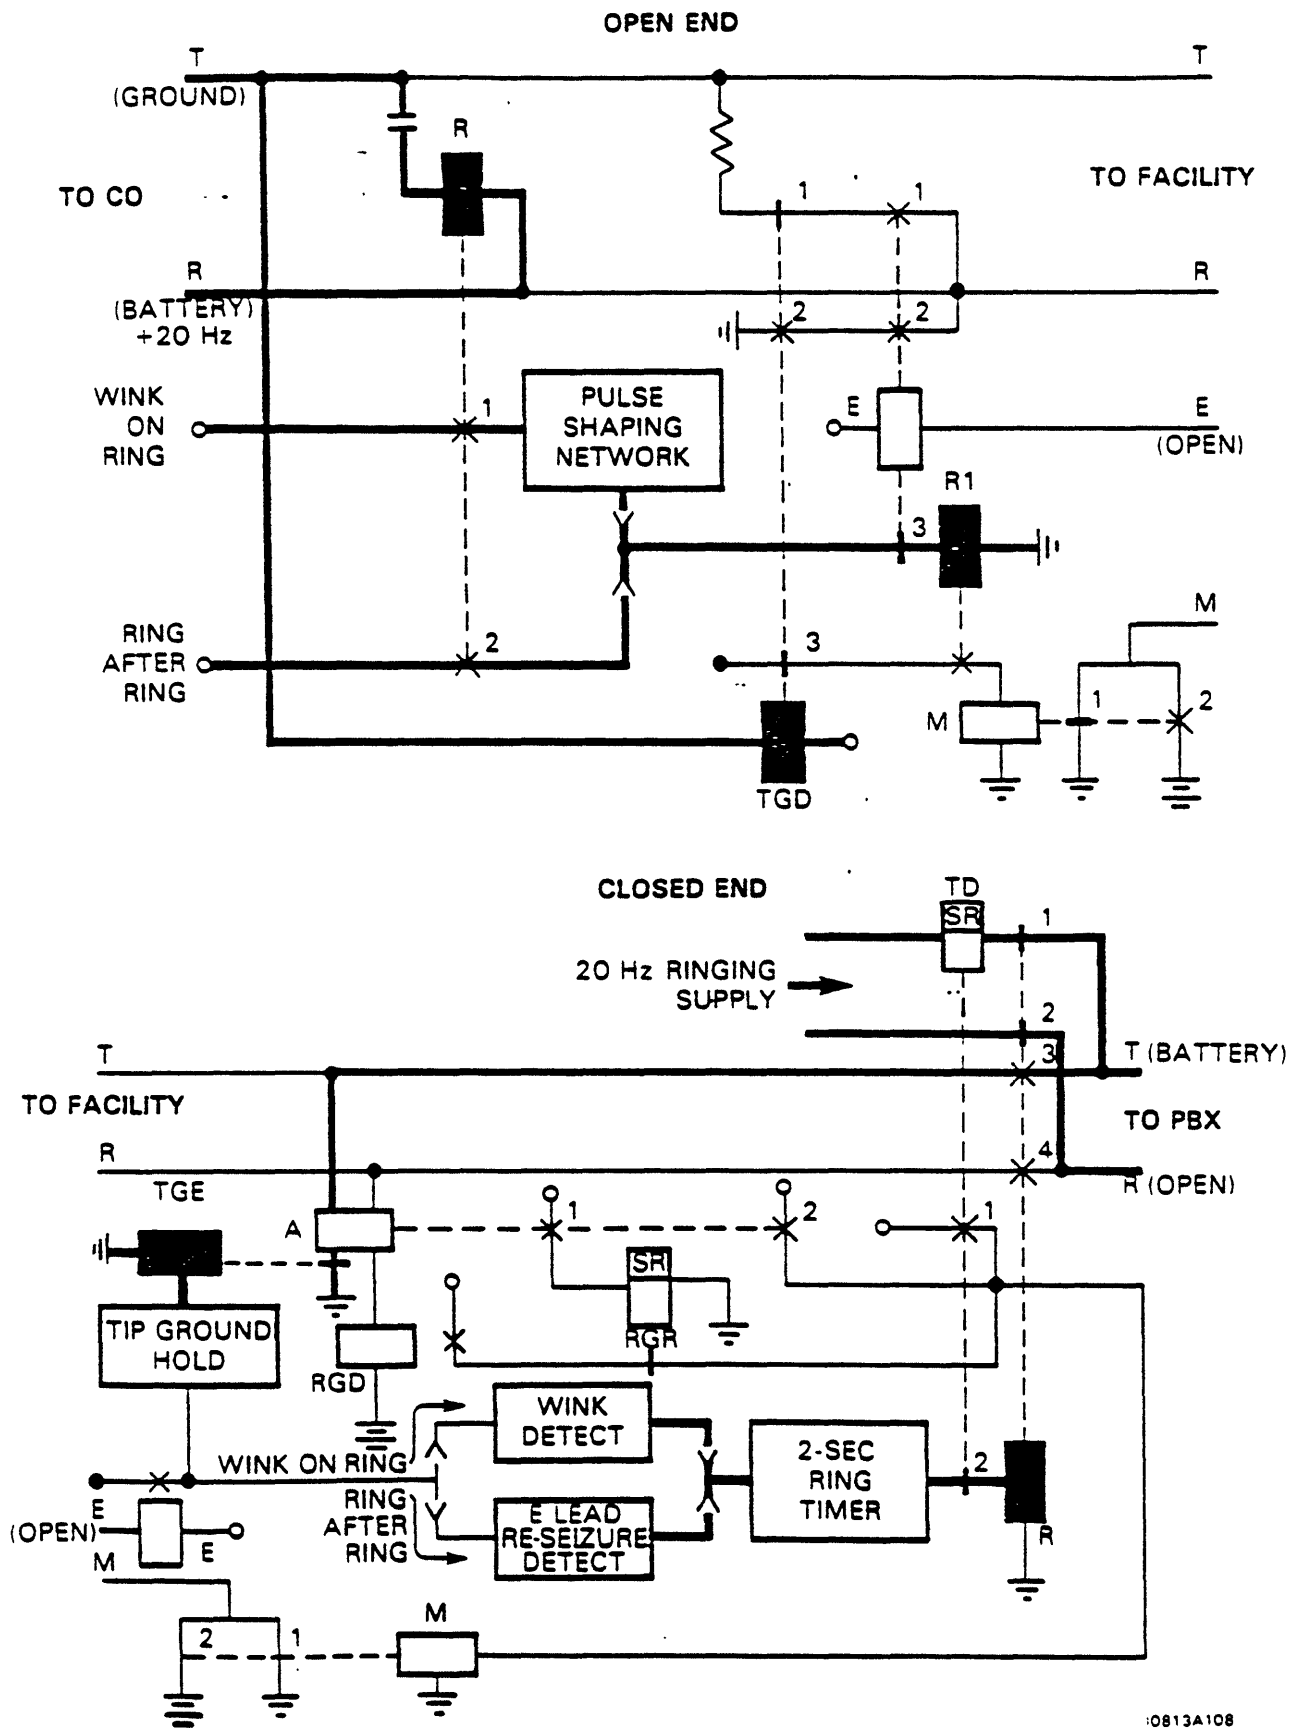 OPEN END
T
T
(GROUND)
R
TO CO
1
1
TO FACILITY
R
R
(BATTERY)
+20 Hz
2
2
WINK
ON
RING
1
PULSE
SHAPING
NETWORK
E
E
(OPEN)
R1
3
RING
AFTER
RING
2
3
M
M
1
2
TGD
CLOSED END
TD
SR
1
20 Hz RINGING
SUPPLY
2
T
3
T (BATTERY)
TO FACILITY
TO PBX
R
4
R (OPEN)
TGE
A
1
2
1
SR
RGR
TIP GROUND
HOLD
RGD
WINK
DETECT
WINK ON RING
2-SEC
RING
TIMER
2
E
RING
AFTER
RING
E LEAD
RE-SEIZURE
DETECT
(OPEN)
E
R
M
2
1
M
0813A108